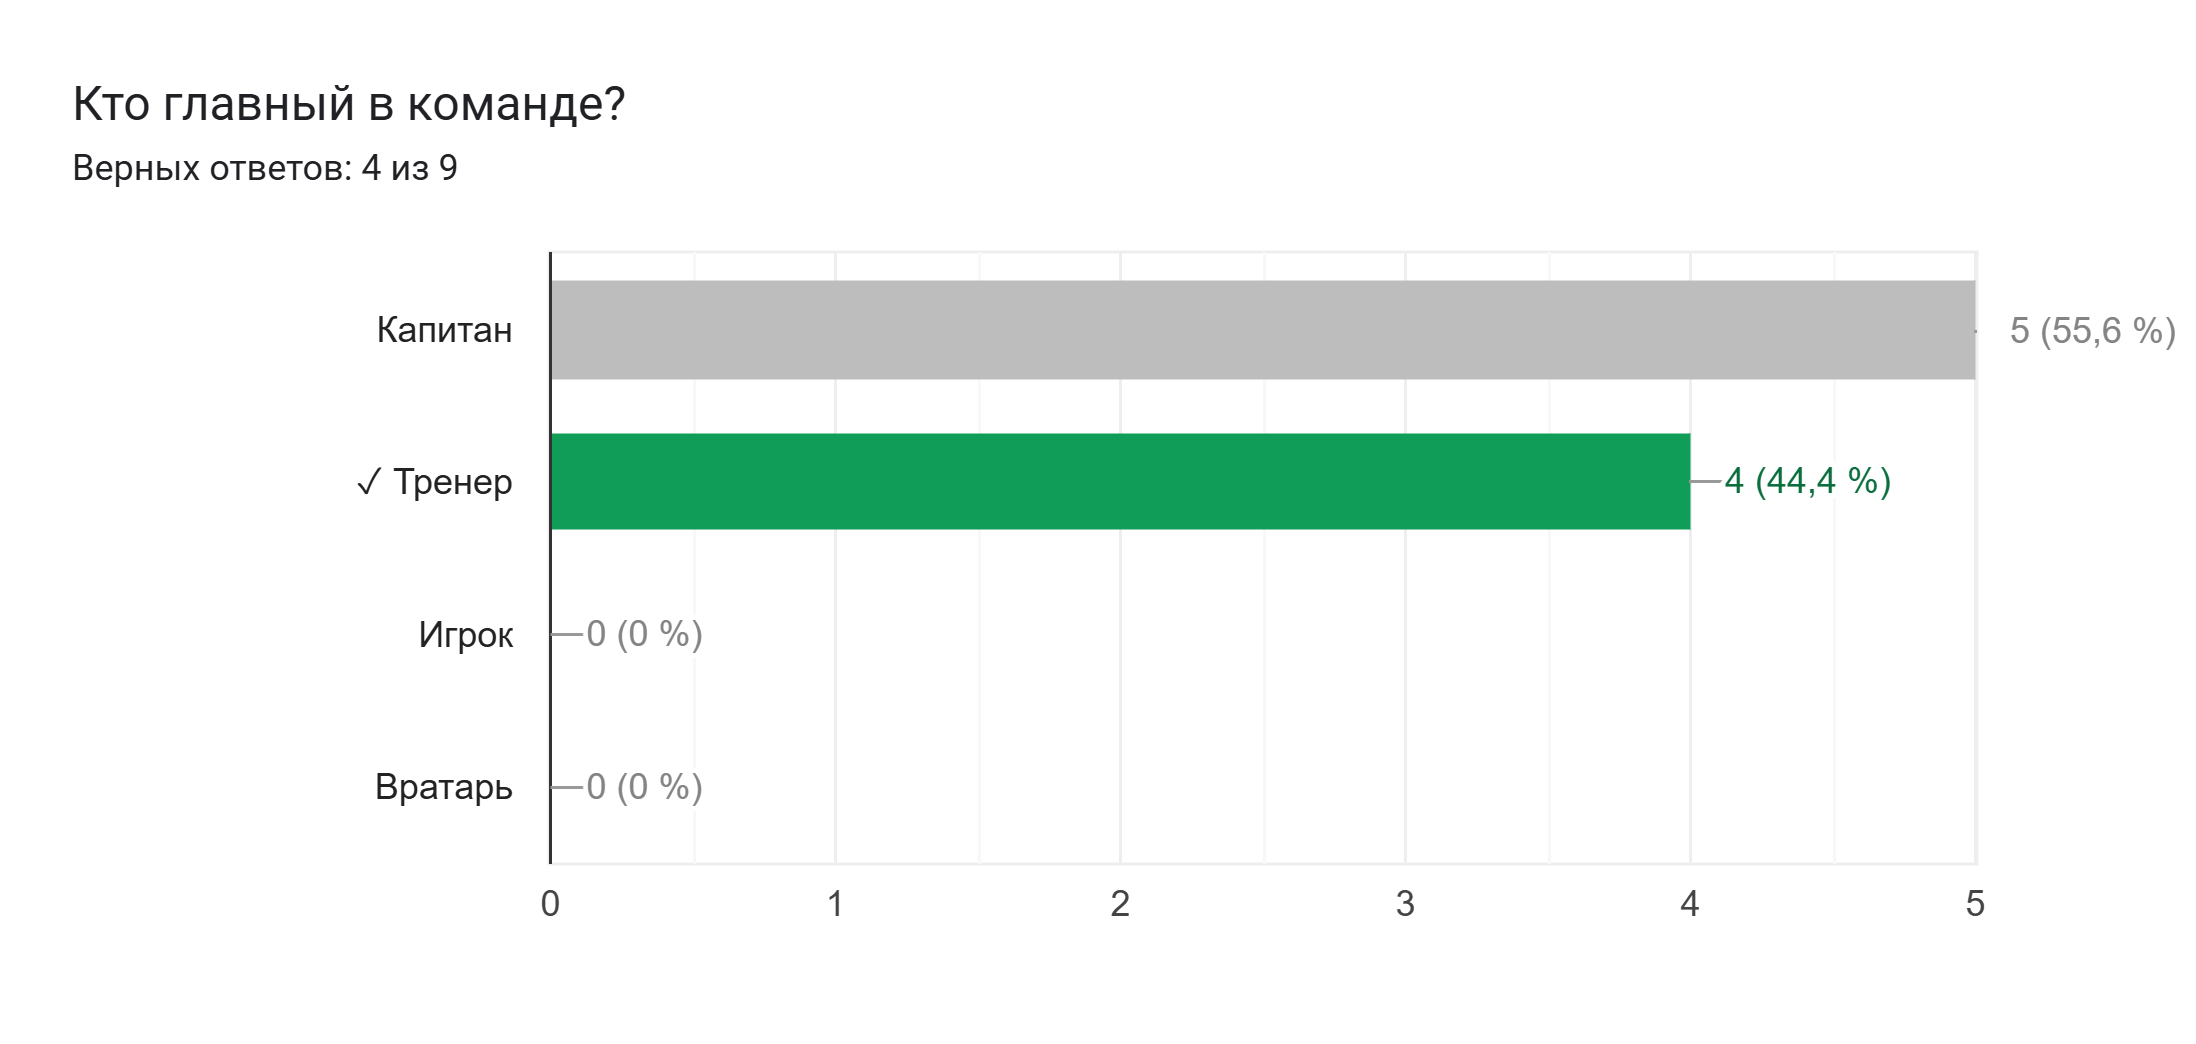 Кто главный в команде?
Верных ответов: 4 из 9
Капитан 5 (55,6 %)
✓ Тренер 4 (44,4 %)
Игрок 0 (0 %)
Вратарь 0 (0 %)
0 1 2 3 4 5